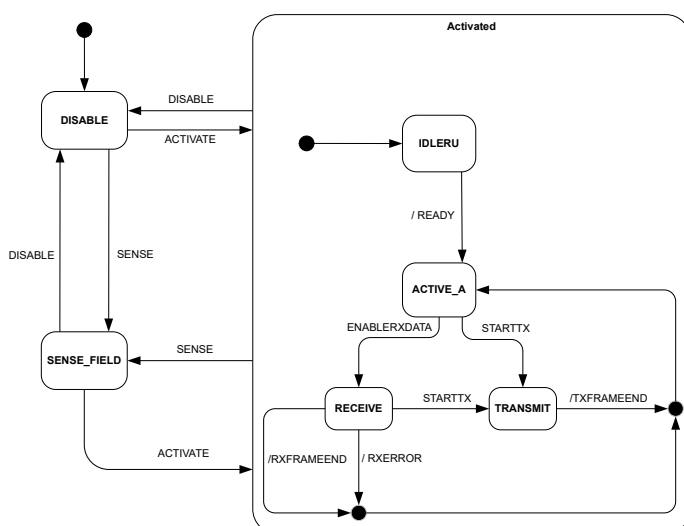 Activated
DISABLE
DISABLE
ACTIVATE
IDLERU
/ READY
DISABLE
SENSE
ACTIVE_A
ENABLERXDATA
STARTTX
SENSE_FIELD
SENSE
RECEIVE
STARTTX
TRANSMIT
/TXFRAMEEND
ACTIVATE
/RXFRAMEEND
/ RXERROR